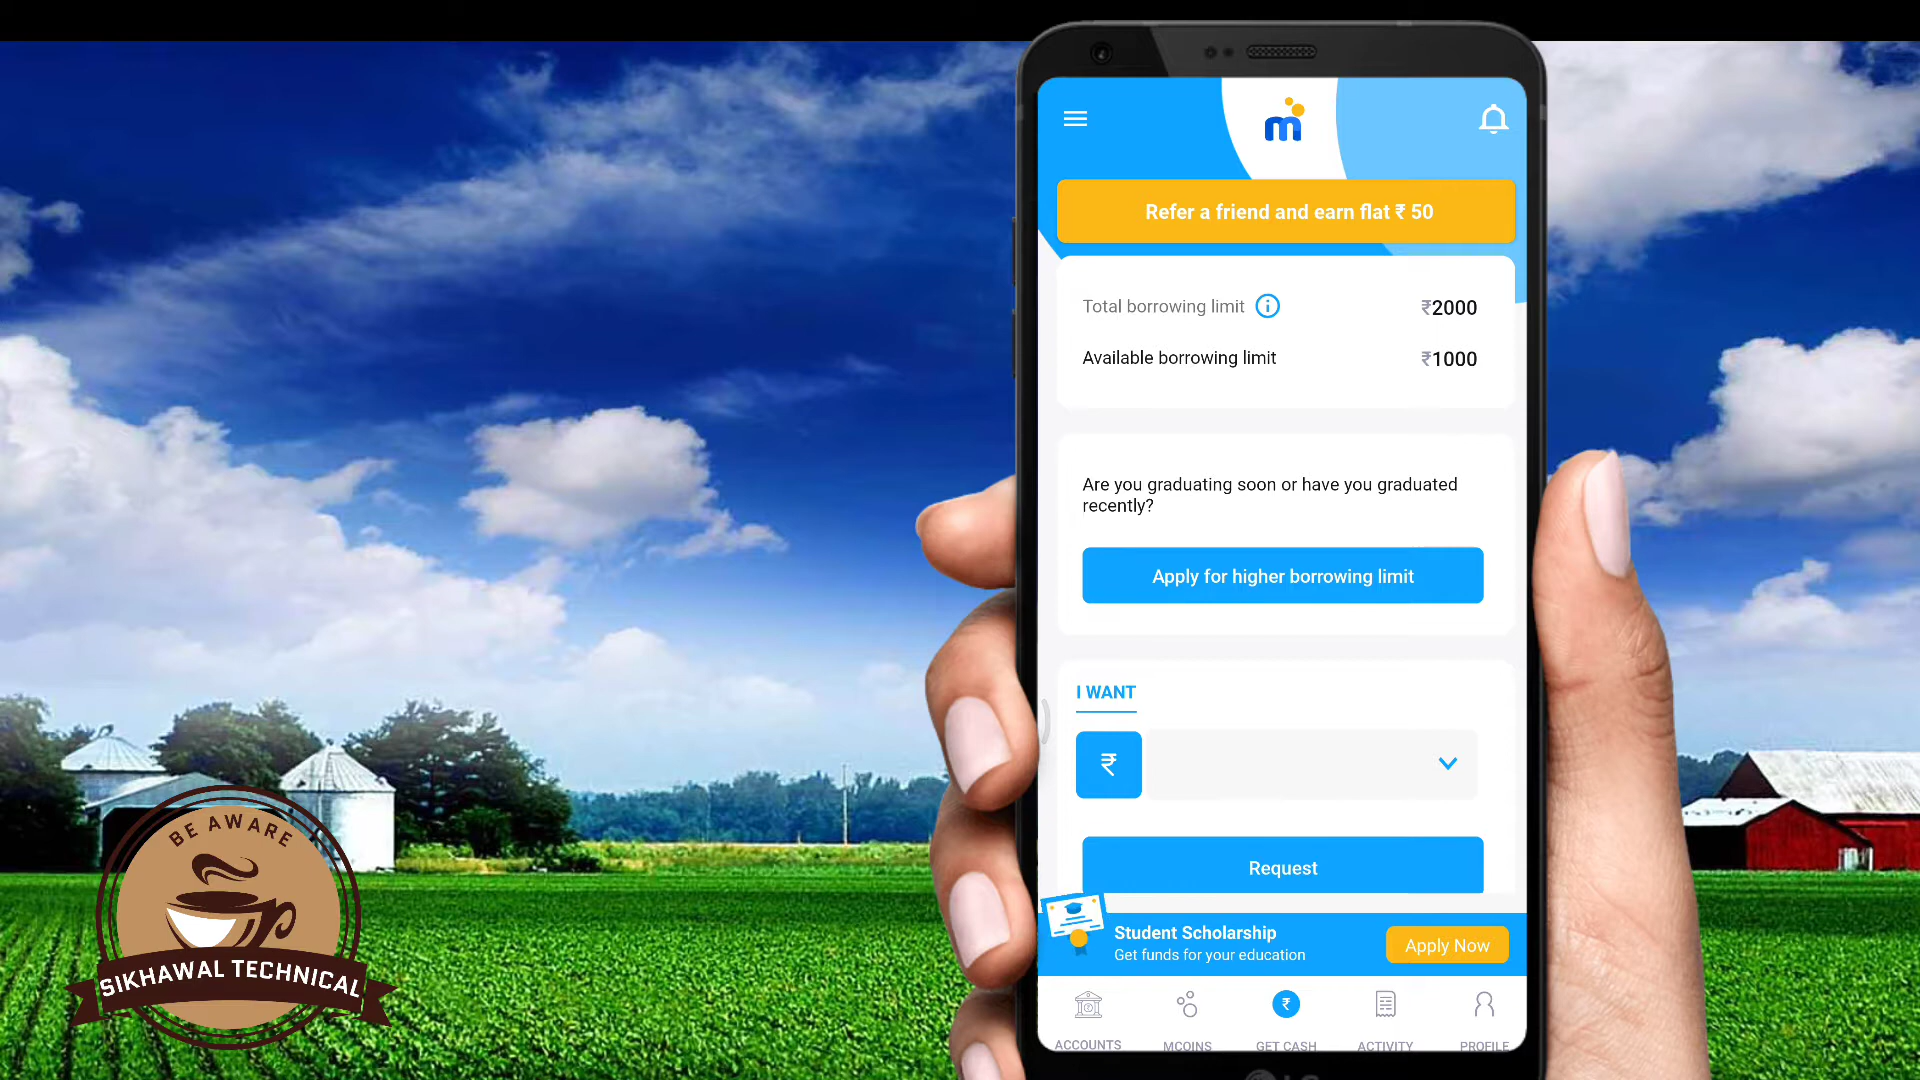 m
Refer a friend and earn flat ₹ 50
Total borrowing limit i ₹2000
Available borrowing limit ₹1000
Are you graduating soon or have you graduated
recently?
Apply for higher borrowing limit
I WANT
₹
Request
Student Scholarship
Get funds for your education
Apply Now
₹
ACCOUNTS MCOINS GET CASH ACTIVITY PROFILE
BE AWARE
SIKHAWAL TECHNICAL